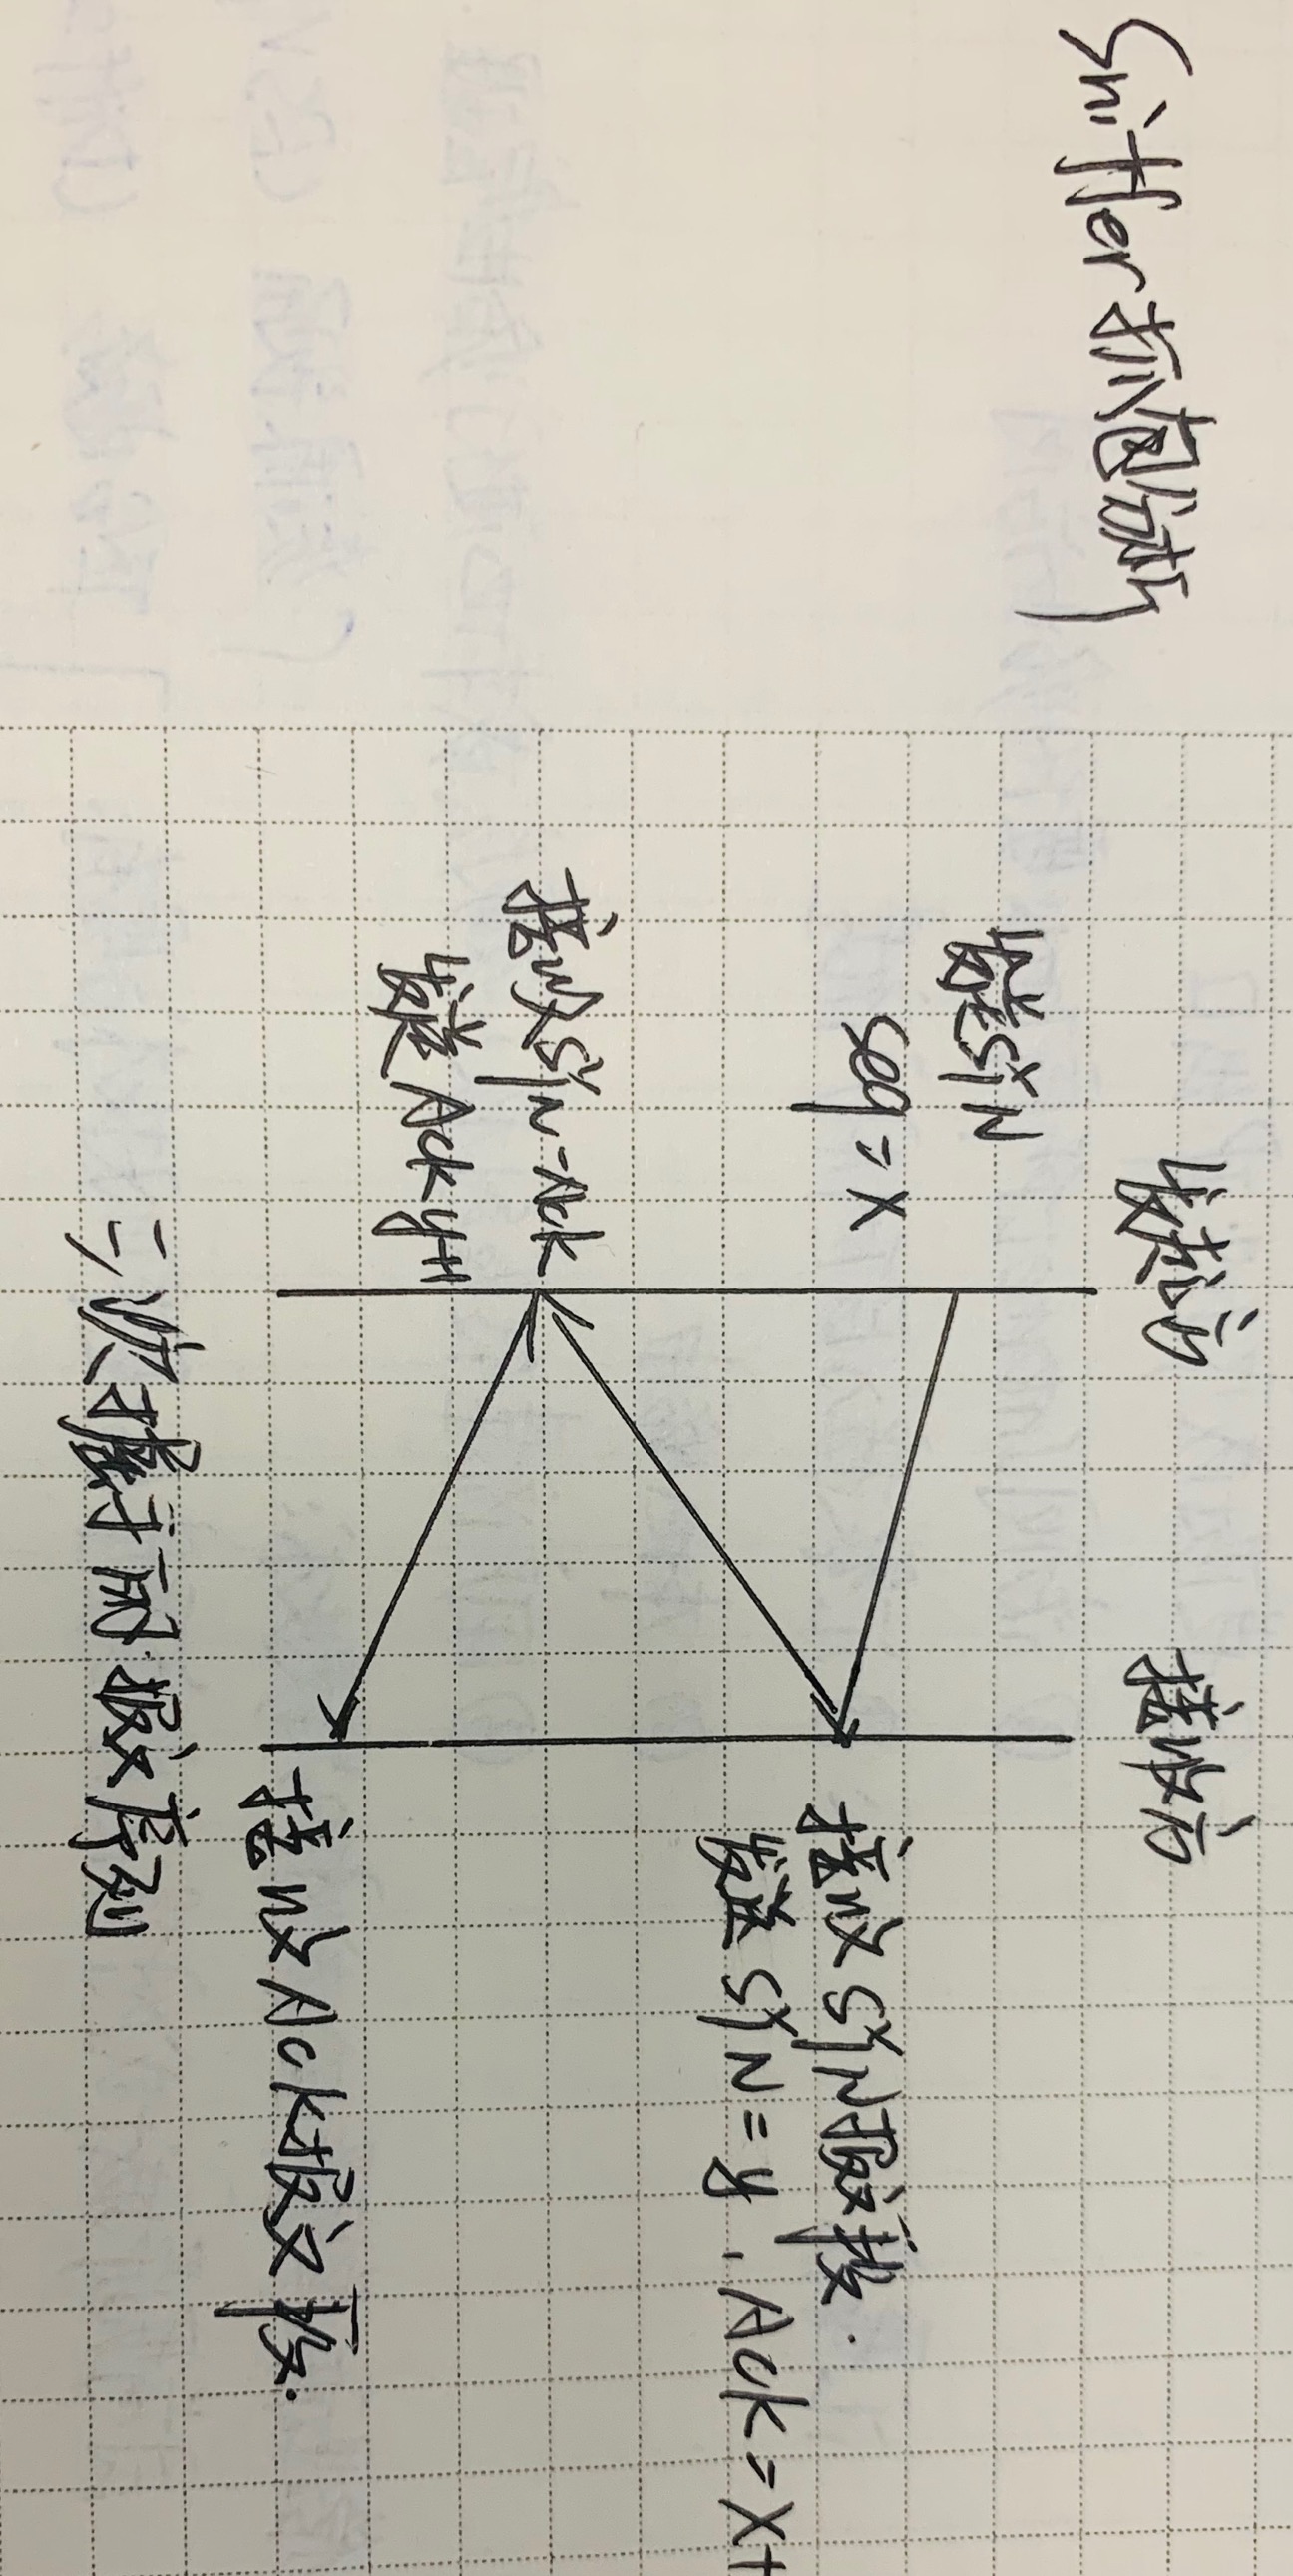 Sniffer抓包分析
发起方 接收方
发送SYN
seq = x
接收SYN报文段.
发送SYN = y, Ack = x+
接收SYN-Ack
发送Ack y+1
接收Ack报文段.
三次握手的报文序列